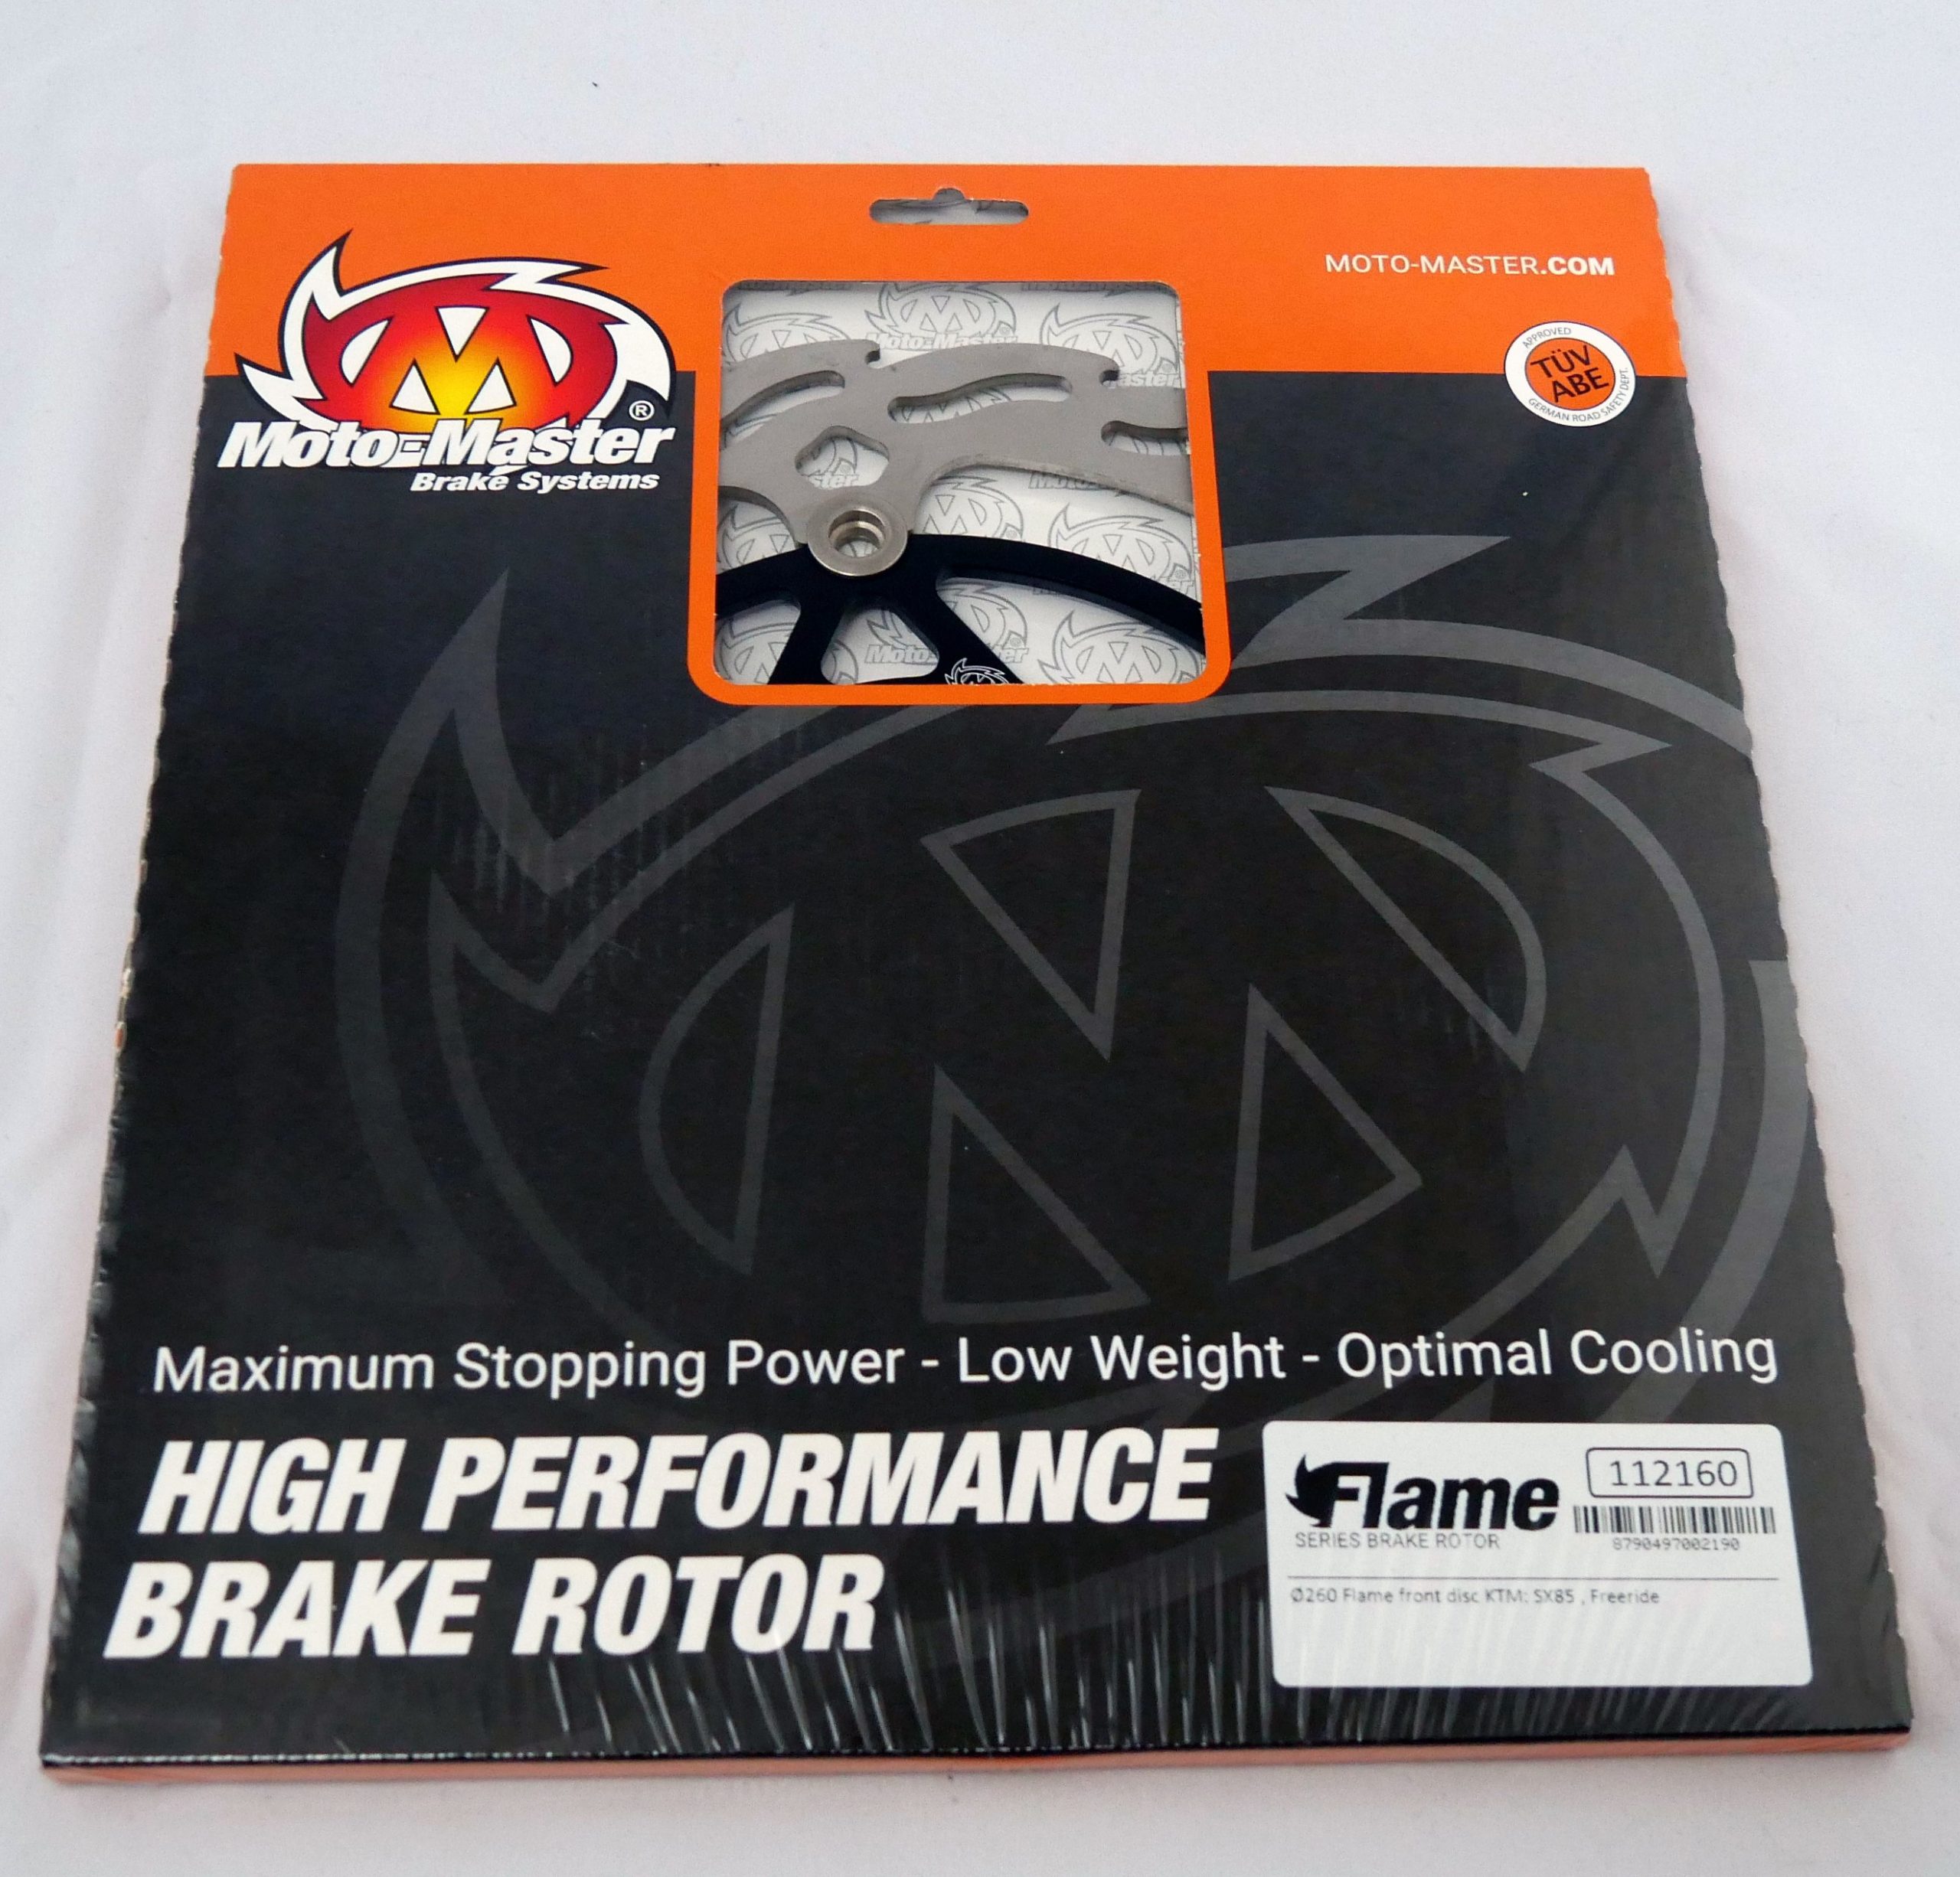 MOTO-MASTER.COM
Moto-Master®
Brake Systems
APPROVED
TÜV
ABE
GERMAN ROAD SAFETY DEPT.
Maximum Stopping Power - Low Weight - Optimal Cooling
HIGH PERFORMANCE
BRAKE ROTOR
Flame
112160
SERIES BRAKE ROTOR
8790497002190
Ø260 Flame front disc KTM: SX85 , Freeride